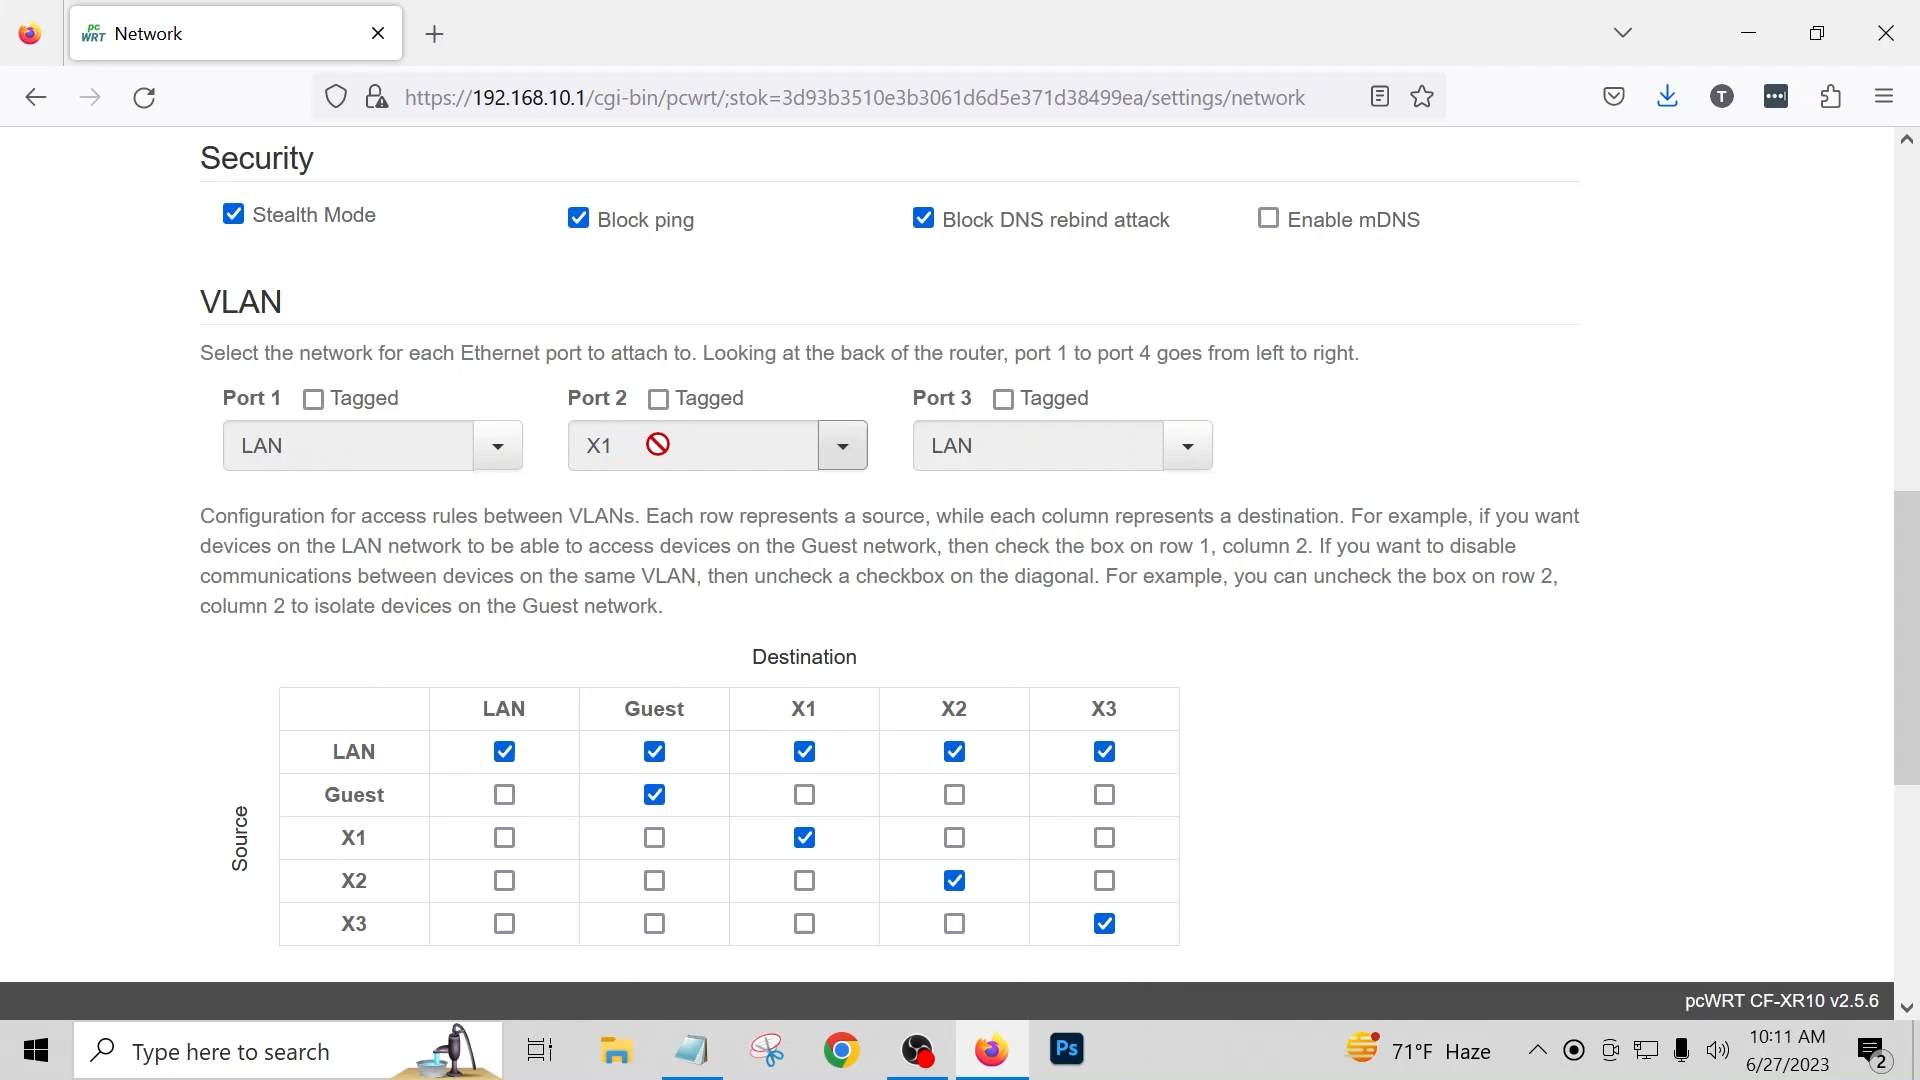 pc
WRT Network
https://192.168.10.1/cgi-bin/pcwrt/;stok=3d93b3510e3b3061d6d5e371d38499ea/settings/network
T
Security
Stealth Mode Block ping Block DNS rebind attack Enable mDNS
VLAN
Select the network for each Ethernet port to attach to. Looking at the back of the router, port 1 to port 4 goes from left to right.
Port 1 Tagged Port 2 Tagged Port 3 Tagged
LAN X1 LAN
Configuration for access rules between VLANs. Each row represents a source, while each column represents a destination. For example, if you want
devices on the LAN network to be able to access devices on the Guest network, then check the box on row 1, column 2. If you want to disable
communications between devices on the same VLAN, then uncheck a checkbox on the diagonal. For example, you can uncheck the box on row 2,
column 2 to isolate devices on the Guest network.
Destination
LAN Guest X1 X2 X3
LAN
Guest
Source
X1
X2
X3
pcWRT CF-XR10 v2.5.6
Type here to search
Ps
71°F Haze
10:11 AM
6/27/2023
2